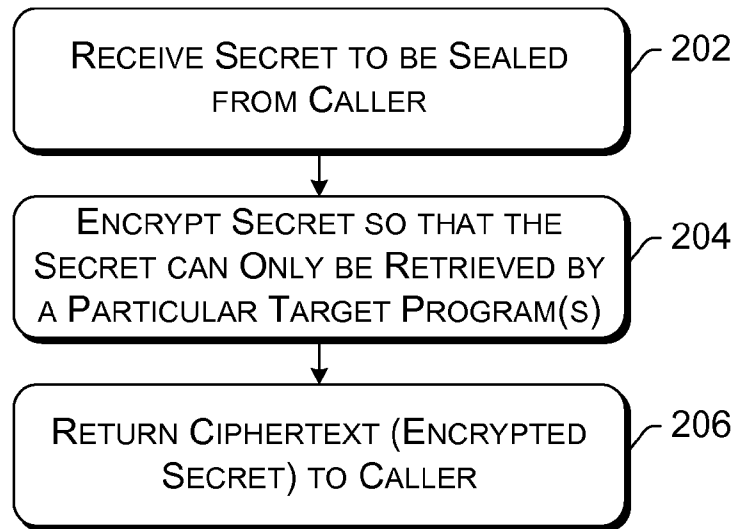 RECEIVE SECRET TO BE SEALED
FROM CALLER
202
ENCRYPT SECRET SO THAT THE
SECRET CAN ONLY BE RETRIEVED BY
A PARTICULAR TARGET PROGRAM(S)
204
RETURN CIPHERTEXT (ENCRYPTED
SECRET) TO CALLER
206